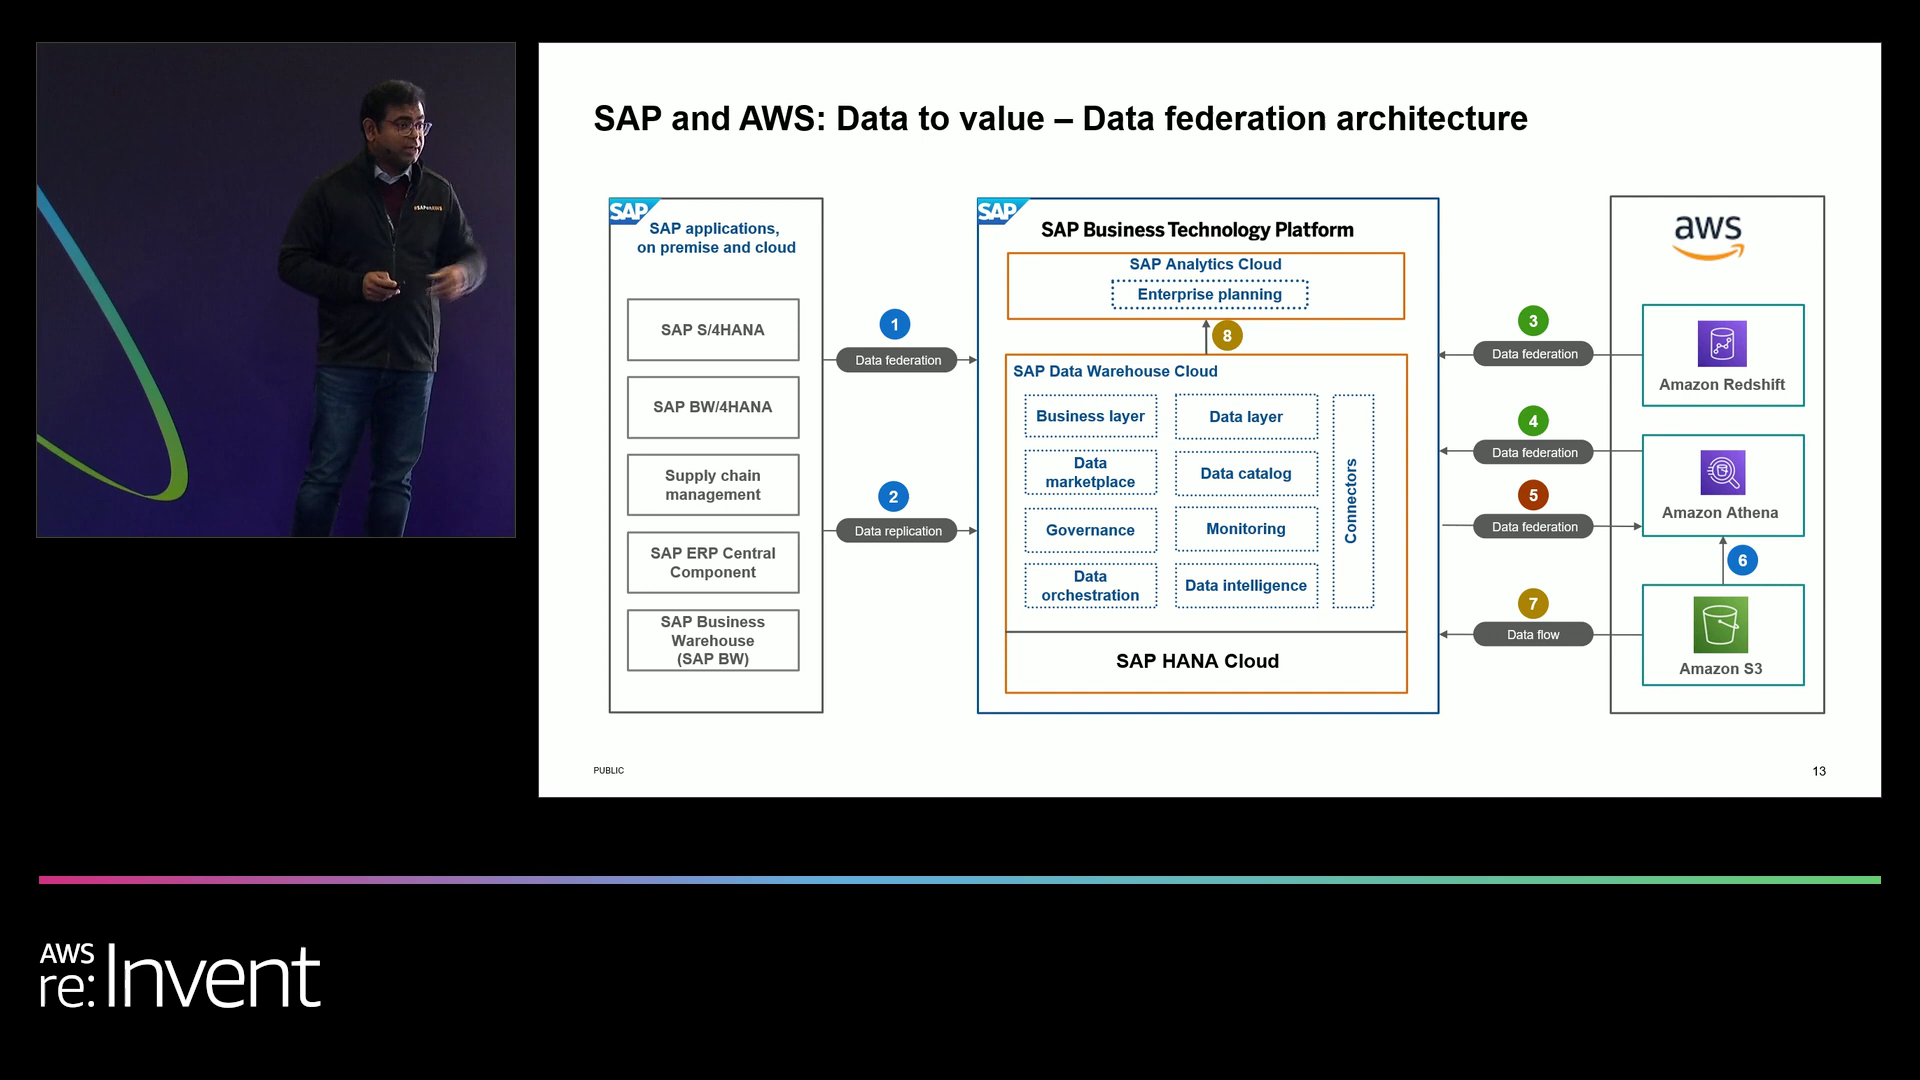 SAP and AWS: Data to value – Data federation architecture
SAP
SAP applications,
on premise and cloud
SAP S/4HANA
SAP BW/4HANA
Supply chain
management
SAP ERP Central
Component
SAP Business
Warehouse
(SAP BW)
1
Data federation
2
Data replication
SAP
SAP Business Technology Platform
SAP Analytics Cloud
Enterprise planning
8
SAP Data Warehouse Cloud
Business layer
Data layer
Data
marketplace
Data catalog
Governance
Monitoring
Data
orchestration
Data intelligence
Connectors
SAP HANA Cloud
3
Data federation
4
Data federation
5
Data federation
7
Data flow
aws
Amazon Redshift
Amazon Athena
6
Amazon S3
PUBLIC
13
AWS
re:Invent